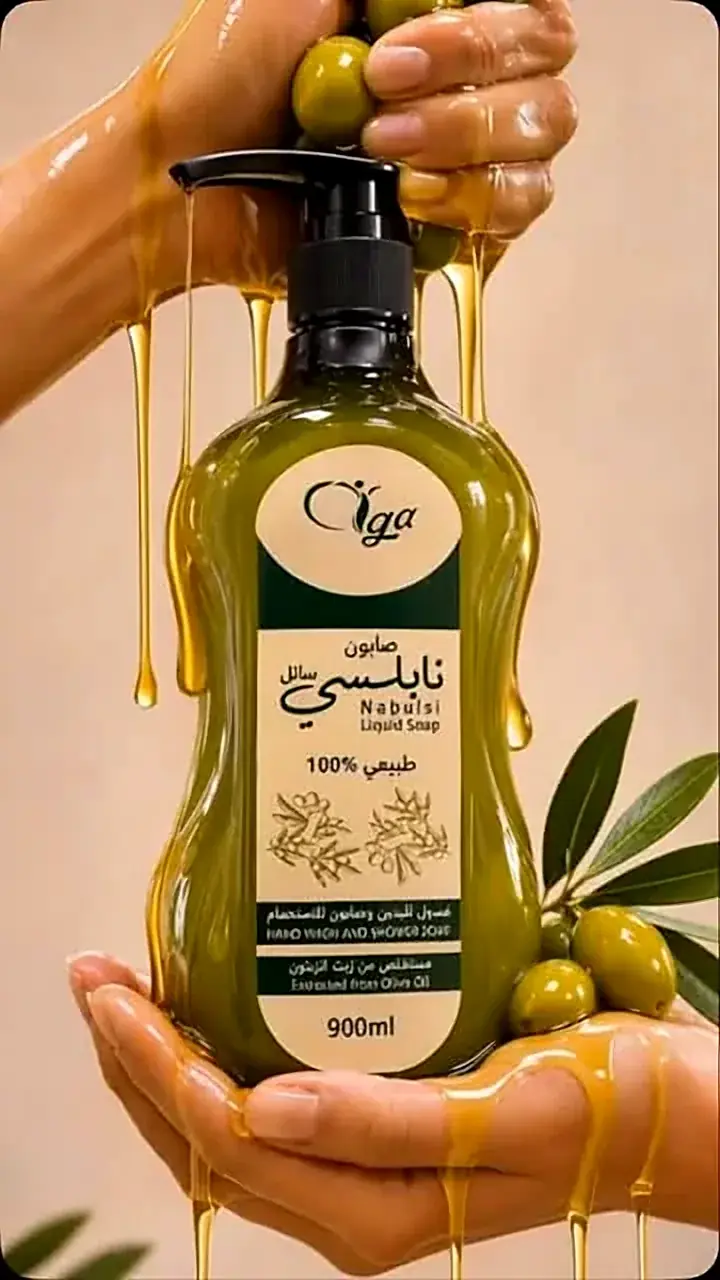 Oiga
صابون
نابلسي سائل
Nabulsi
Liquid Soap
100% طبيعي
غسول لليدين وصابون للاستحمام
HAND WASH AND SHOWER SOAP
مستخلص من زيت الزيتون
Extracted from Olive Oil
900ml